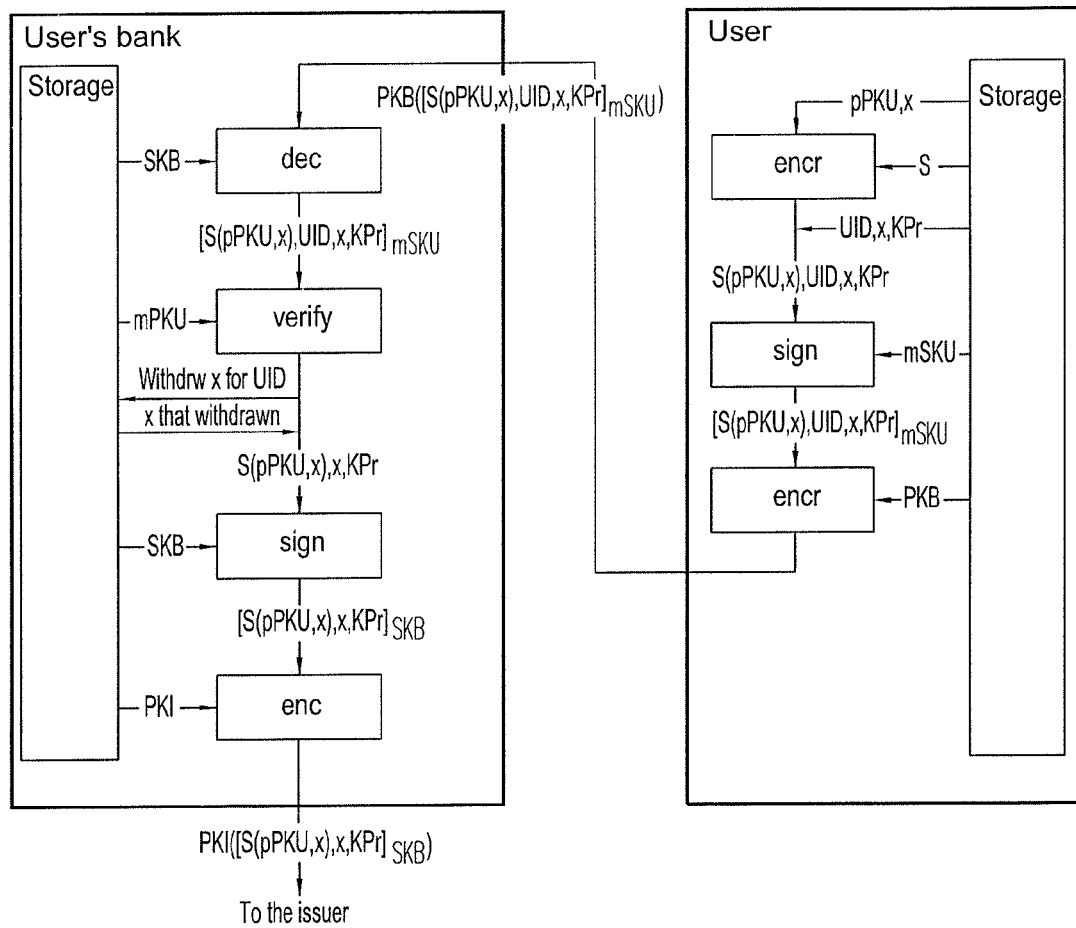 User's bank
Storage
PKB([S(pPKU,x),UID,x,KPr]mSKU)
SKB
dec
[S(pPKU,x),UID,x,KPr]mSKU
mPKU
verify
Withdrw x for UID
x that withdrawn
S(pPKU,x),x,KPr
SKB
sign
[S(pPKU,x),x,KPr]SKB
PKI
enc
PKI([S(pPKU,x),x,KPr]SKB)
To the issuer
User
Storage
pPKU,x
encr
S
UID,x,KPr
S(pPKU,x),UID,x,KPr
sign
mSKU
[S(pPKU,x),UID,x,KPr]mSKU
encr
PKB